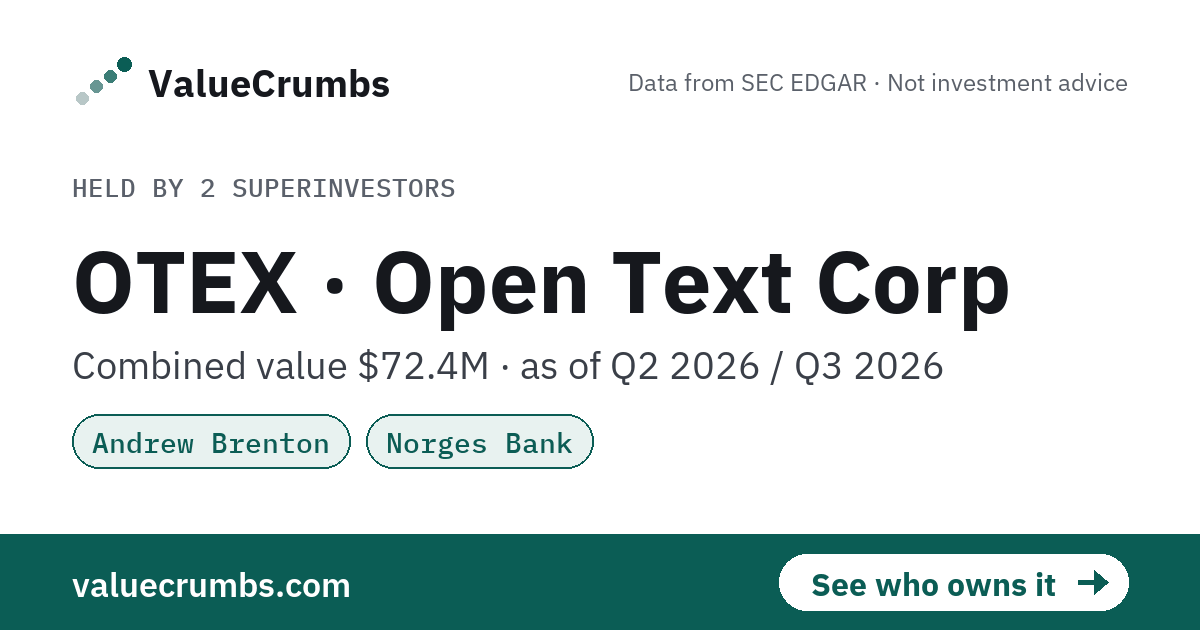 ValueCrumbs
Data from SEC EDGAR · Not investment advice
HELD BY 2 SUPERINVESTORS
OTEX · Open Text Corp
Combined value $72.4M · as of Q2 2026 / Q3 2026
Andrew Brenton
Norges Bank
valuecrumbs.com
See who owns it →